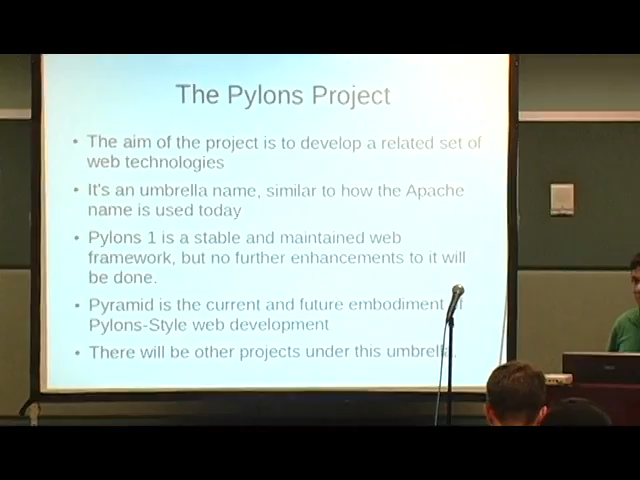 The Pylons Project
• The aim of the project is to develop a related set of
web technologies
• It's an umbrella name, similar to how the Apache
name is used today
• Pylons 1 is a stable and maintained web
framework, but no further enhancements to it will
be done.
• Pyramid is the current and future embodiment of
Pylons-Style web development
• There will be other projects under this umbrella.